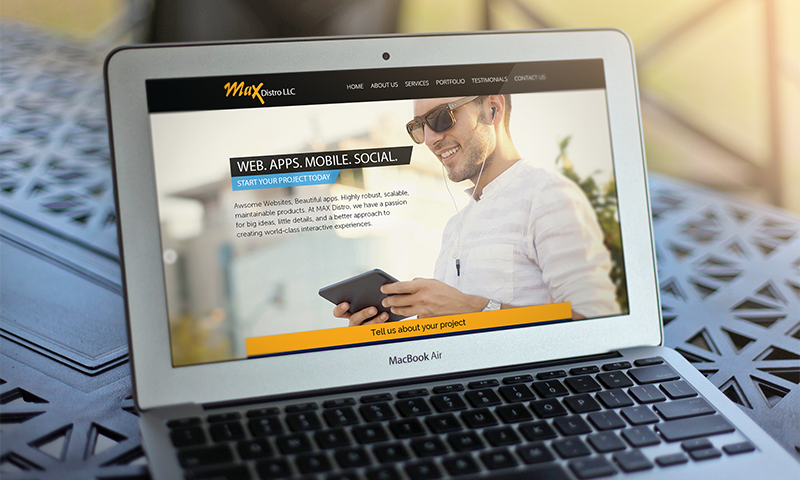 Max Distro LLC
HOME ABOUT US SERVICES PORTFOLIO TESTIMONIALS CONTACT US
WEB. APPS. MOBILE. SOCIAL.
START YOUR PROJECT TODAY
Awsome Websites, Beautiful apps. Highly robust, scalable,
maintainable products. At MAX Distro, we have a passion
for big ideas, little details, and a better approach to
creating world-class interactive experiences.
Tell us about your project
MacBook Air